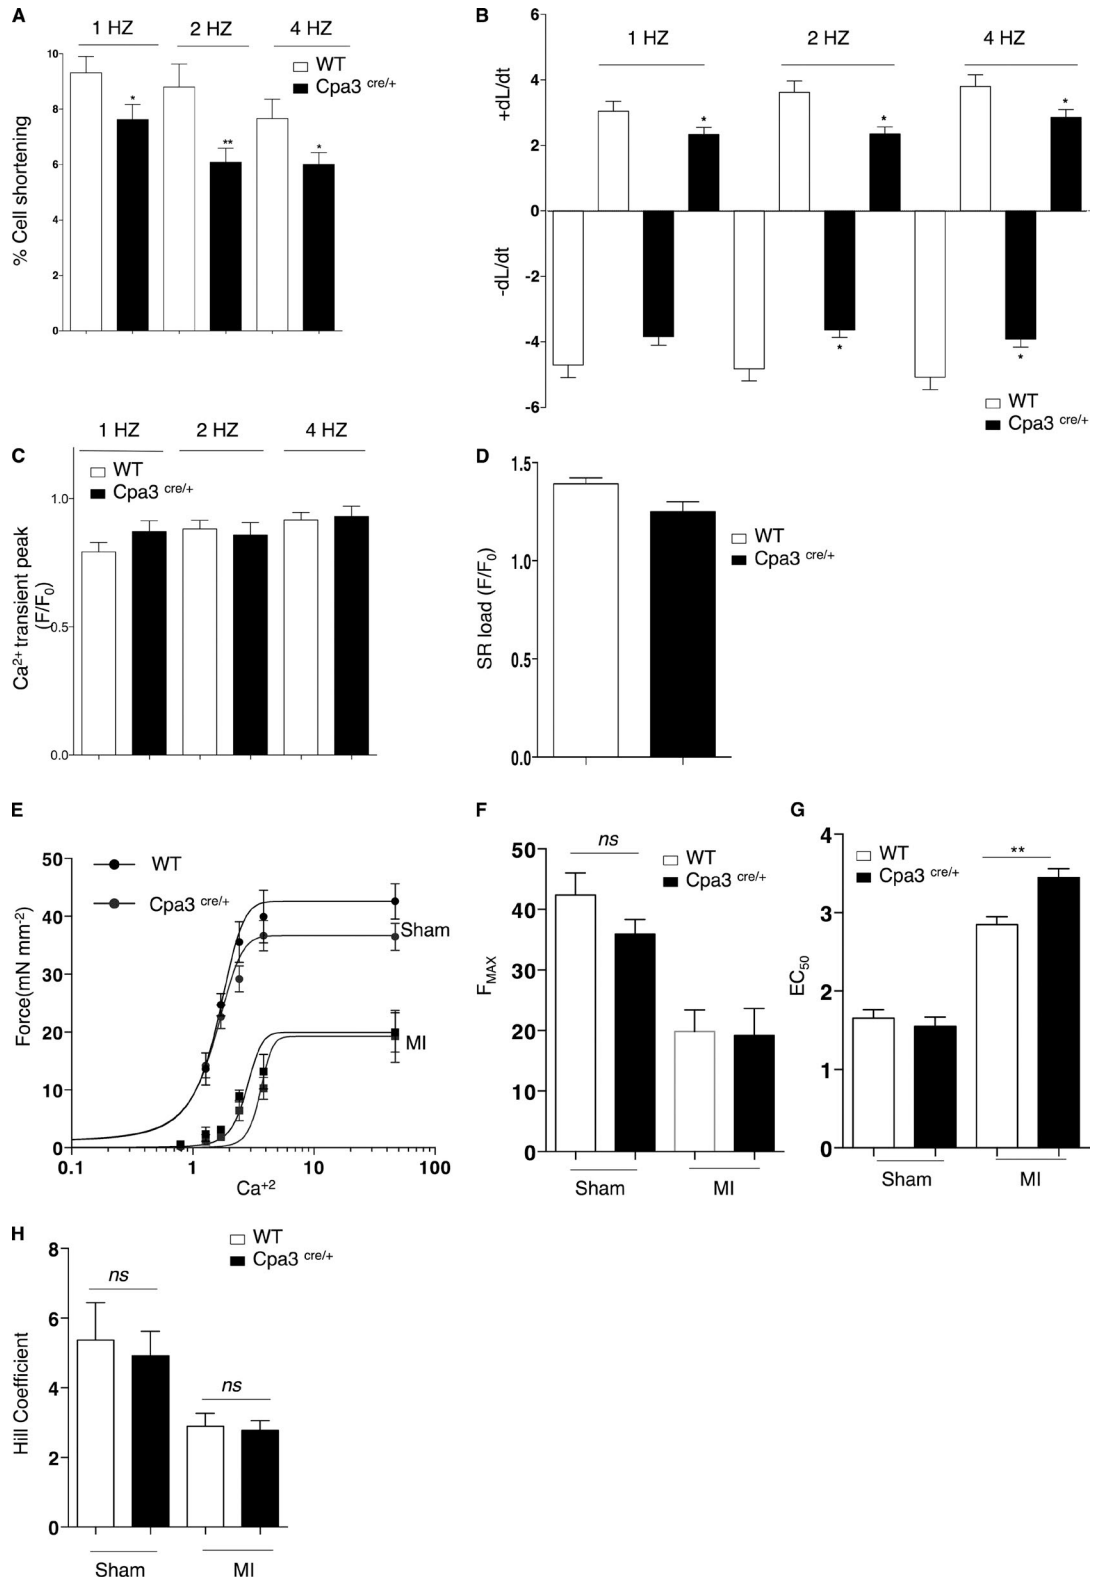 A
1 HZ
2 HZ
4 HZ
10
8
6
4
2
0
% Cell shortening
WT
Cpa3 cre/+
*
**
*
B
+6
4
2
0
-2
-4
-6
+dL/dt
-dL/dt
1 HZ
2 HZ
4 HZ
*
*
*
*
*
WT
Cpa3 cre/+
C
1 HZ
2 HZ
4 HZ
WT
Cpa3 cre/+
1.0
0.5
0.0
Ca2+ transient peak
(F/F0)
D
1.5
1.0
0.5
0.0
SR load (F/F0)
WT
Cpa3 cre/+
E
WT
Cpa3 cre/+
50
40
30
20
10
0
Force(mN mm-2)
Sham
MI
0.1
1
10
100
Ca+2
F
ns
WT
Cpa3 cre/+
50
40
30
20
10
0
FMAX
Sham
MI
G
4
3
2
1
0
EC50
WT
Cpa3 cre/+
**
Sham
MI
H
WT
Cpa3 cre/+
8
6
4
2
0
Hill Coefficient
ns
ns
Sham
MI